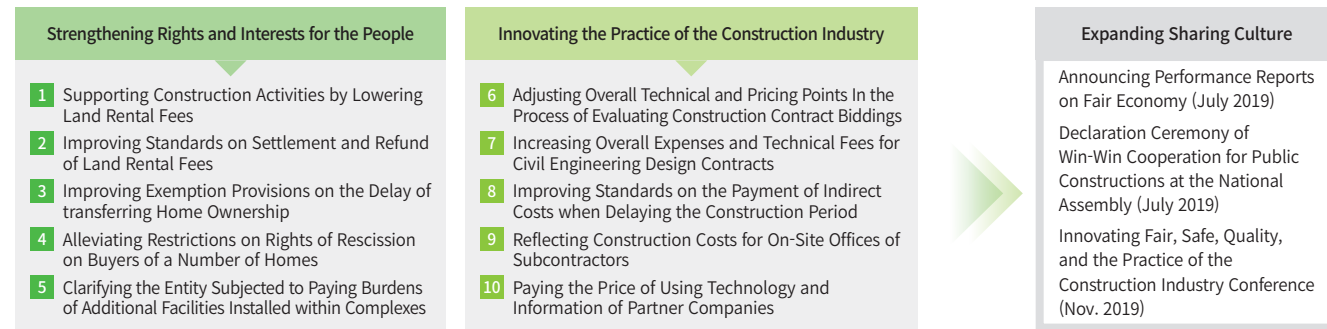 Strengthening Rights and Interests for the People
1 Supporting Construction Activities by Lowering
Land Rental Fees
2 Improving Standards on Settlement and Refund
of Land Rental Fees
3 Improving Exemption Provisions on the Delay of
transferring Home Ownership
4 Alleviating Restrictions on Rights of Rescission
on Buyers of a Number of Homes
5 Clarifying the Entity Subjected to Paying Burdens
of Additional Facilities Installed within Complexes
Innovating the Practice of the Construction Industry
6 Adjusting Overall Technical and Pricing Points In the
Process of Evaluating Construction Contract Biddings
7 Increasing Overall Expenses and Technical Fees for
Civil Engineering Design Contracts
8 Improving Standards on the Payment of Indirect
Costs when Delaying the Construction Period
9 Reflecting Construction Costs for On-Site Offices of
Subcontractors
10 Paying the Price of Using Technology and
Information of Partner Companies
Expanding Sharing Culture
Announcing Performance Reports
on Fair Economy (July 2019)
Declaration Ceremony of
Win-Win Cooperation for Public
Constructions at the National
Assembly (July 2019)
Innovating Fair, Safe, Quality,
and the Practice of the
Construction Industry Conference
(Nov. 2019)